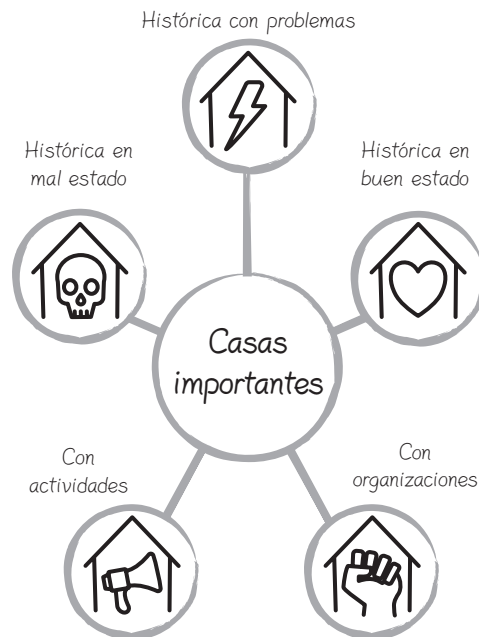 Histórica con problemas
Histórica en
mal estado
Histórica en
buen estado
Casas
importantes
Con
actividades
Con
organizaciones